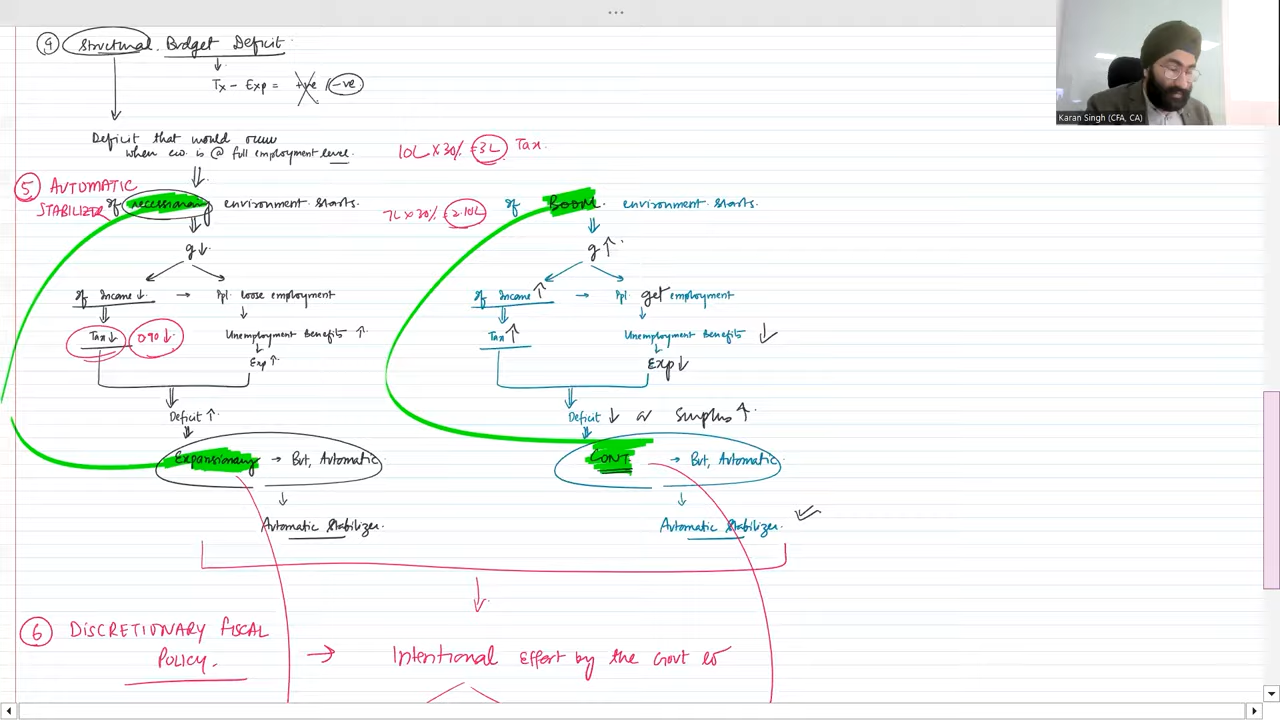 ④ Structural Budget Deficit
Tx – Exp = +ve / -ve
Deficit that would occur
when eco. is @ full employment level.
10L X 30% = 3L Tax
⑤ AUTOMATIC
STABILIZER
If recessionary environment starts.
7L X 30% = 2.10L
If BOOM environment starts.
g↓
g↑
If Income ↓ → Ppl. loose employment
If Income ↑ → Ppl. get employment
Tax↓
Unemployment Benefits ↑
Tax↑
Unemployment Benefits ↓
Exp ↑
Exp↓
Deficit ↑
Deficit ↓ or Surplus ↑
Expansionary → But, Automatic
CONT. → But, Automatic
Automatic Stabilizer
Automatic Stabilizer
⑥ DISCRETIONARY FISCAL
POLICY.
→ Intentional Effort by the Govt to
Karan Singh (CFA, CA)